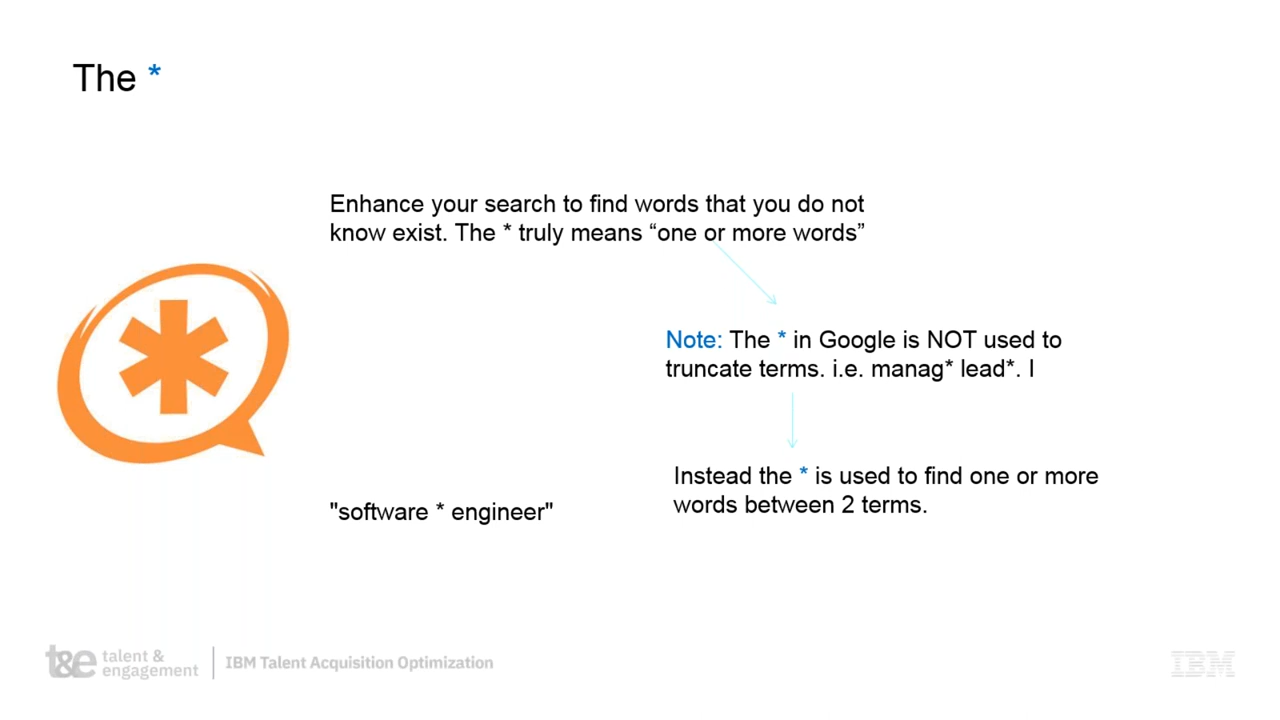 The *
Enhance your search to find words that you do not
know exist. The * truly means “one or more words”
Note: The * in Google is NOT used to
truncate terms. i.e. manag* lead*. I
Instead the * is used to find one or more
words between 2 terms.
"software * engineer"
t&e talent &
engagement
IBM Talent Acquisition Optimization
IBM